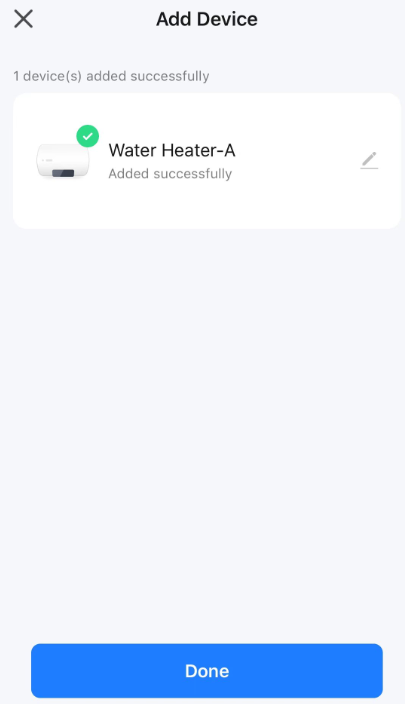 Add Device
1 device(s) added successfully
Water Heater-A
Added successfully
Done